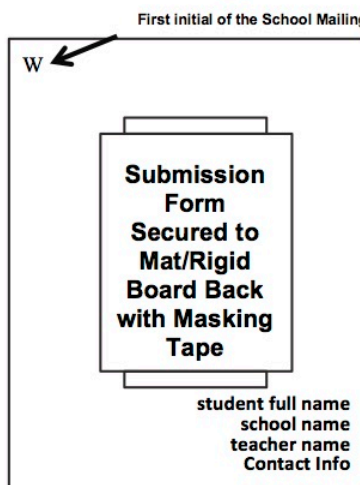 First initial of the School Mailing
W
Submission
Form
Secured to
Mat/Rigid
Board Back
with Masking
Tape
student full name
school name
teacher name
Contact Info